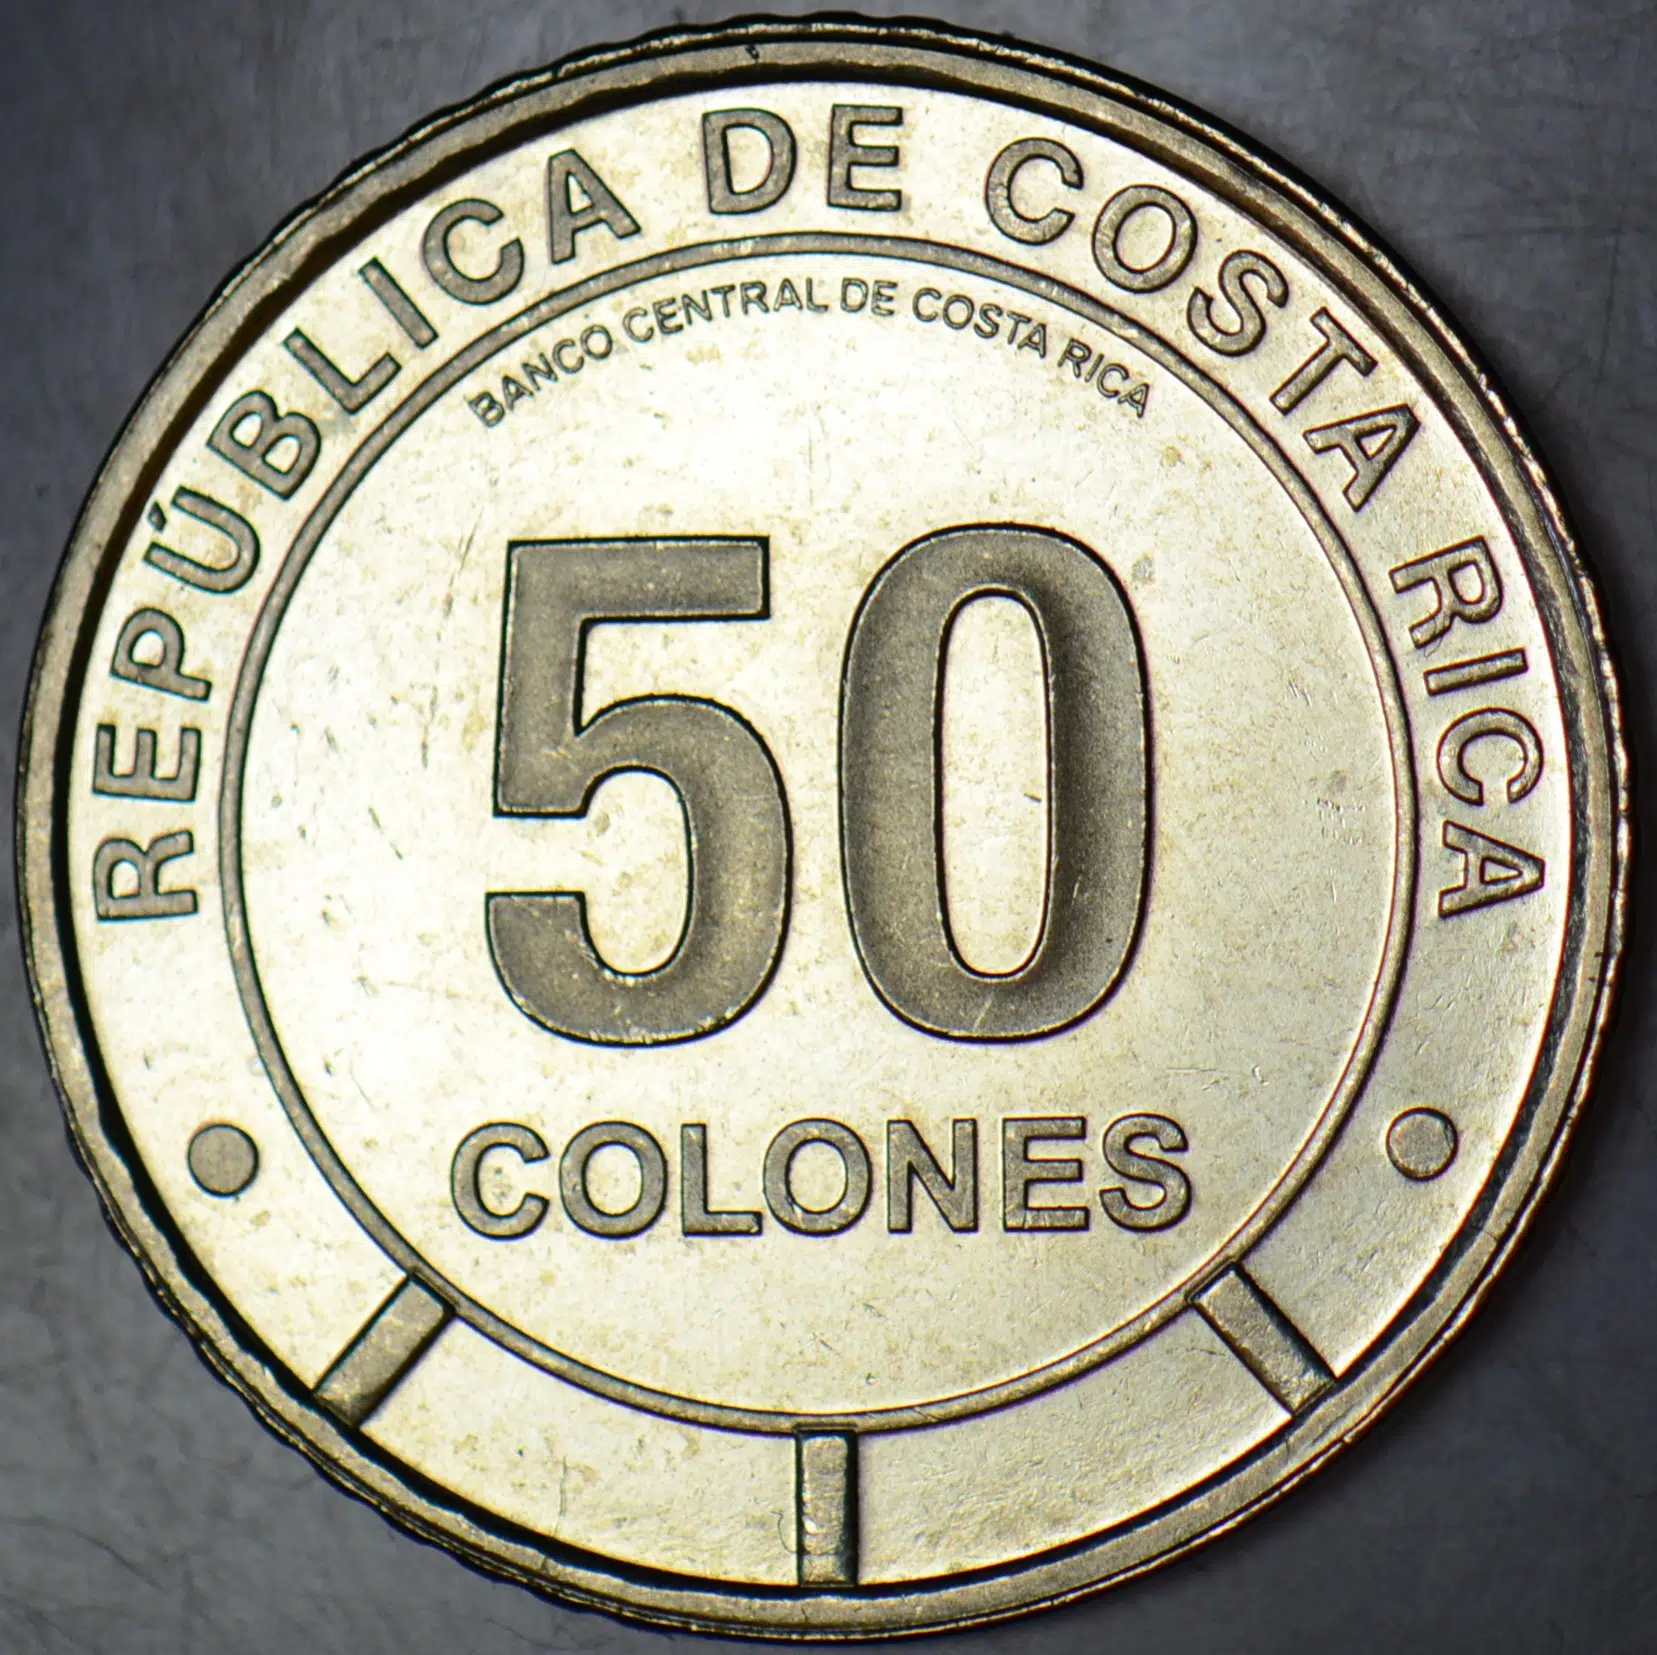 REPÚBLICA DE COSTA RICA
BANCO CENTRAL DE COSTA RICA
50
COLONES